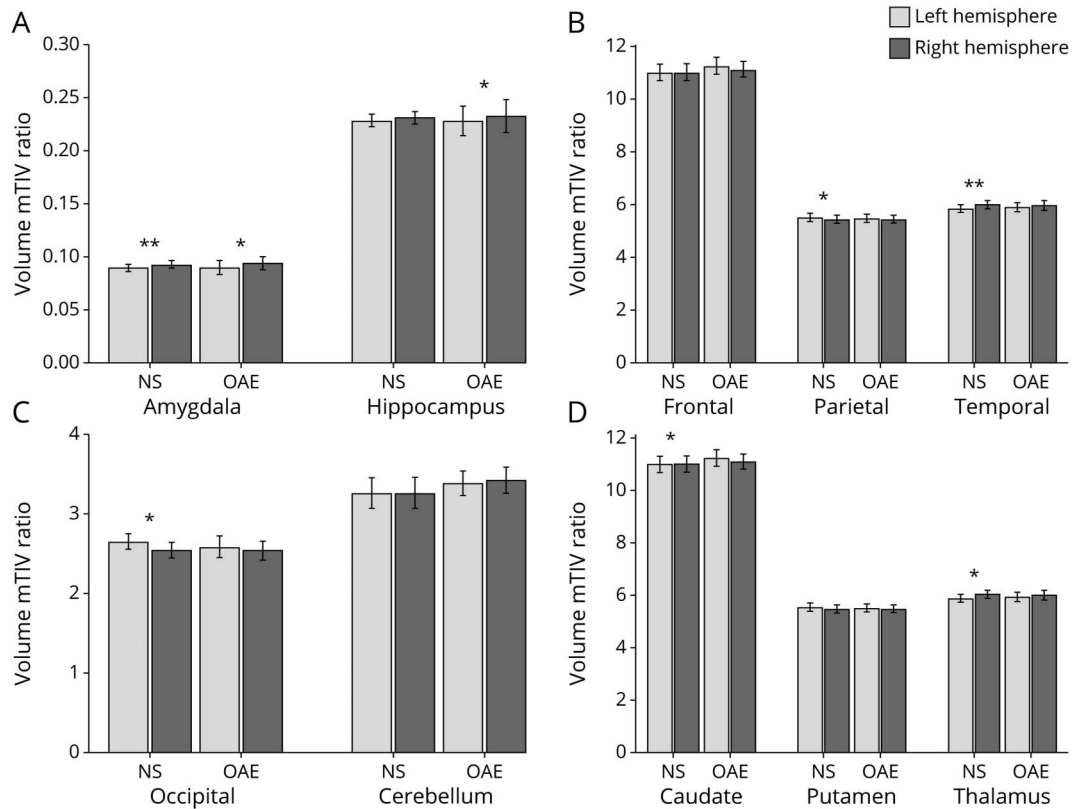 A
Volume mTIV ratio
0.30
0.25
0.20
0.15
0.10
0.05
0.00
**
*
*
NS OAE NS OAE
Amygdala Hippocampus
B
Left hemisphere
Right hemisphere
Volume mTIV ratio
12
10
8
6
4
2
0
*
**
NS OAE NS OAE NS OAE
Frontal Parietal Temporal
C
Volume mTIV ratio
4
3
2
1
0
*
NS OAE NS OAE
Occipital Cerebellum
D
Volume mTIV ratio
12
10
8
6
4
2
0
*
*
NS OAE NS OAE NS OAE
Caudate Putamen Thalamus